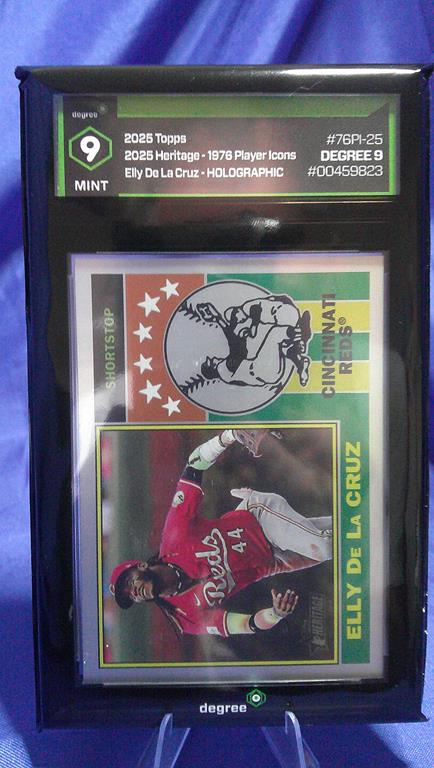 degree
9
MINT
2025 Topps
2025 Heritage - 1976 Player Icons
Elly De La Cruz - HOLOGRAPHIC
#76PI-25
DEGREE 9
#00459823
SHORTSTOP
CINCINNATI
REDS®
ELLY DE LA CRUZ
Reds
44
HERITAGE
degree